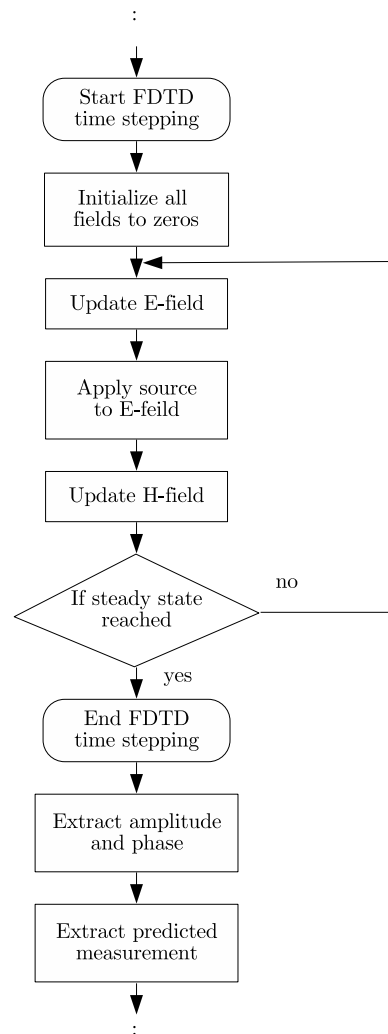 :
Start FDTD
time stepping
Initialize all
fields to zeros
Update E-field
Apply source
to E-feild
Update H-field
If steady state
reached
no
yes
End FDTD
time stepping
Extract amplitude
and phase
Extract predicted
measurement
: